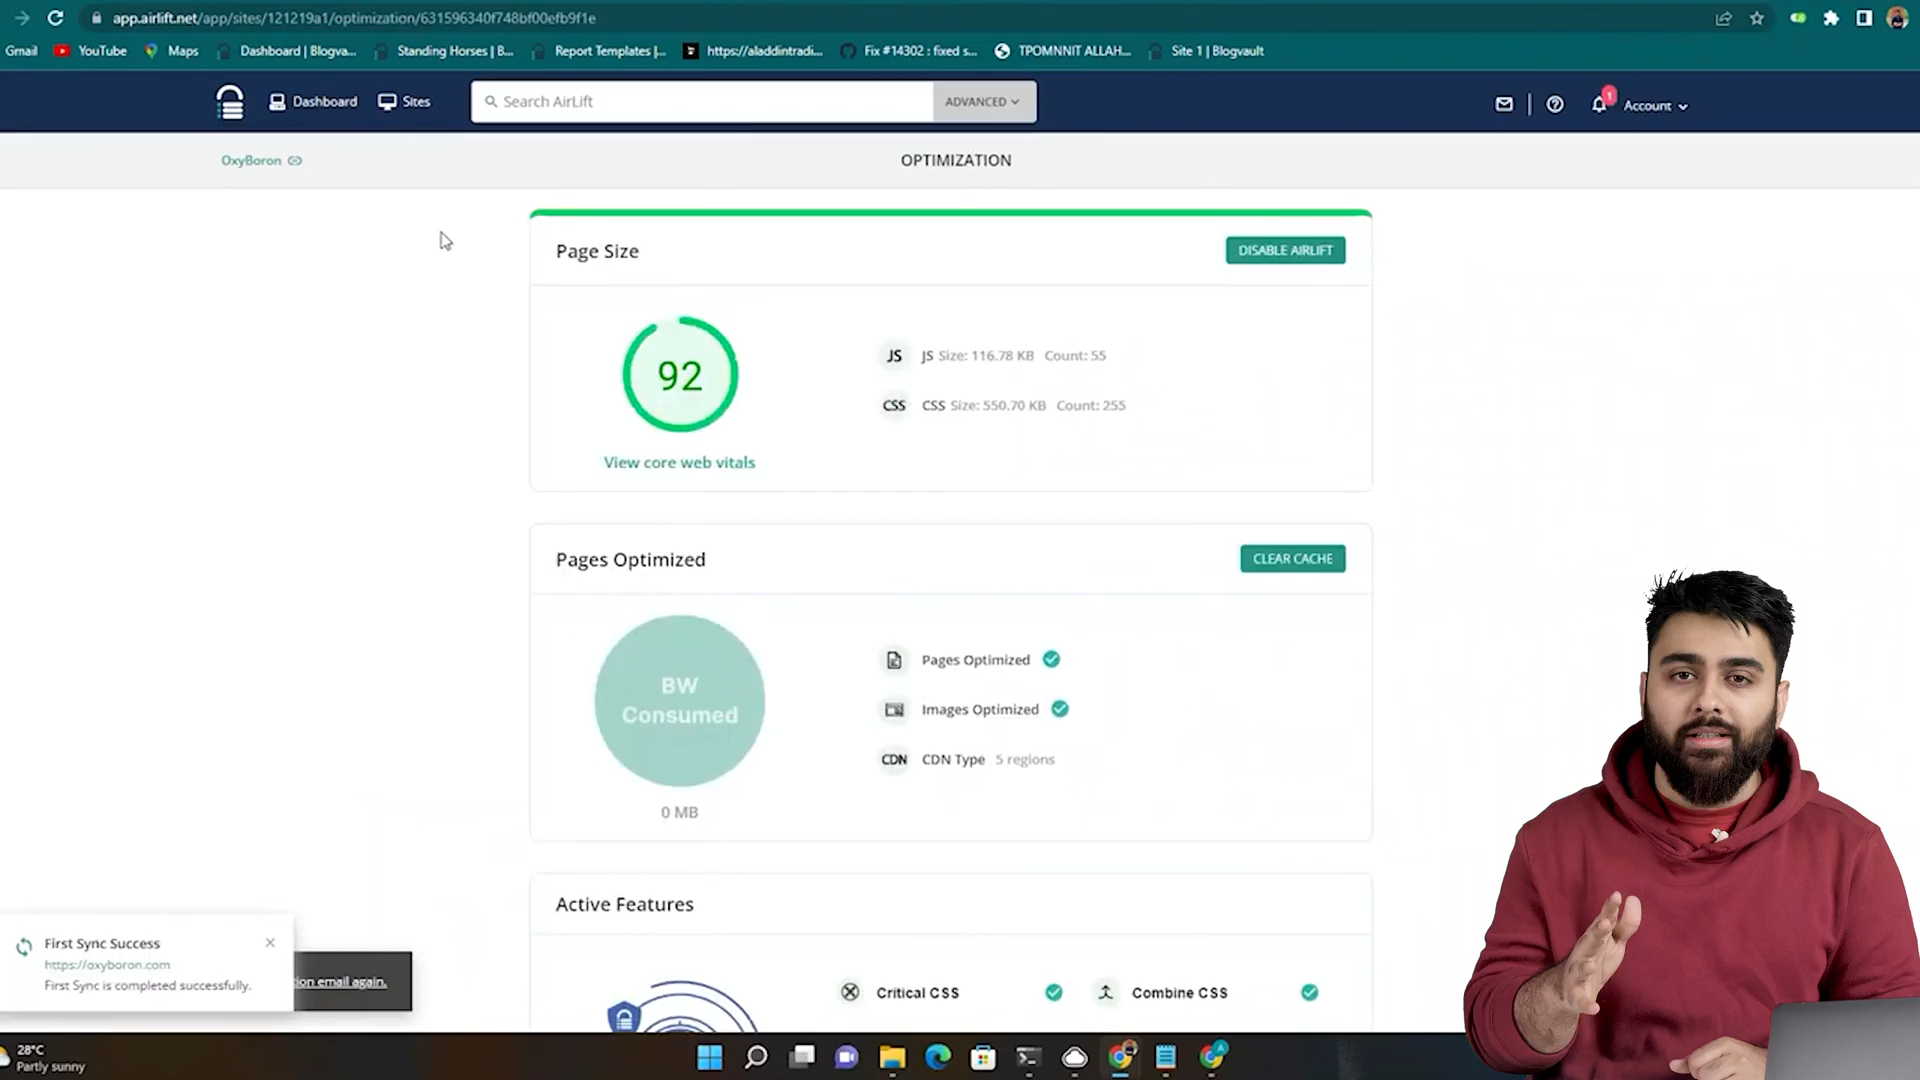 app.airlift.net/app/sites/121219a1/optimization/631596340f748bf00efb9f1e
Gmail YouTube Maps Dashboard | Blogva... Standing Horses | B... Report Templates |... https://aladdintradi... Fix #14302 : fixed s... TPOMNNIT ALLAH... Site 1 | Blogvault
Dashboard Sites Search AirLift ADVANCED 1 Account
OxyBoron OPTIMIZATION
Page Size DISABLE AIRLIFT
92
JS JS Size: 116.78 KB Count: 55
CSS CSS Size: 550.70 KB Count: 255
View core web vitals
Pages Optimized CLEAR CACHE
BW
Consumed
0 MB
Pages Optimized
Images Optimized
CDN CDN Type 5 regions
Active Features
Critical CSS Combine CSS
First Sync Success
https://oxyboron.com
First Sync is completed successfully.
email again.
28°C
Partly sunny